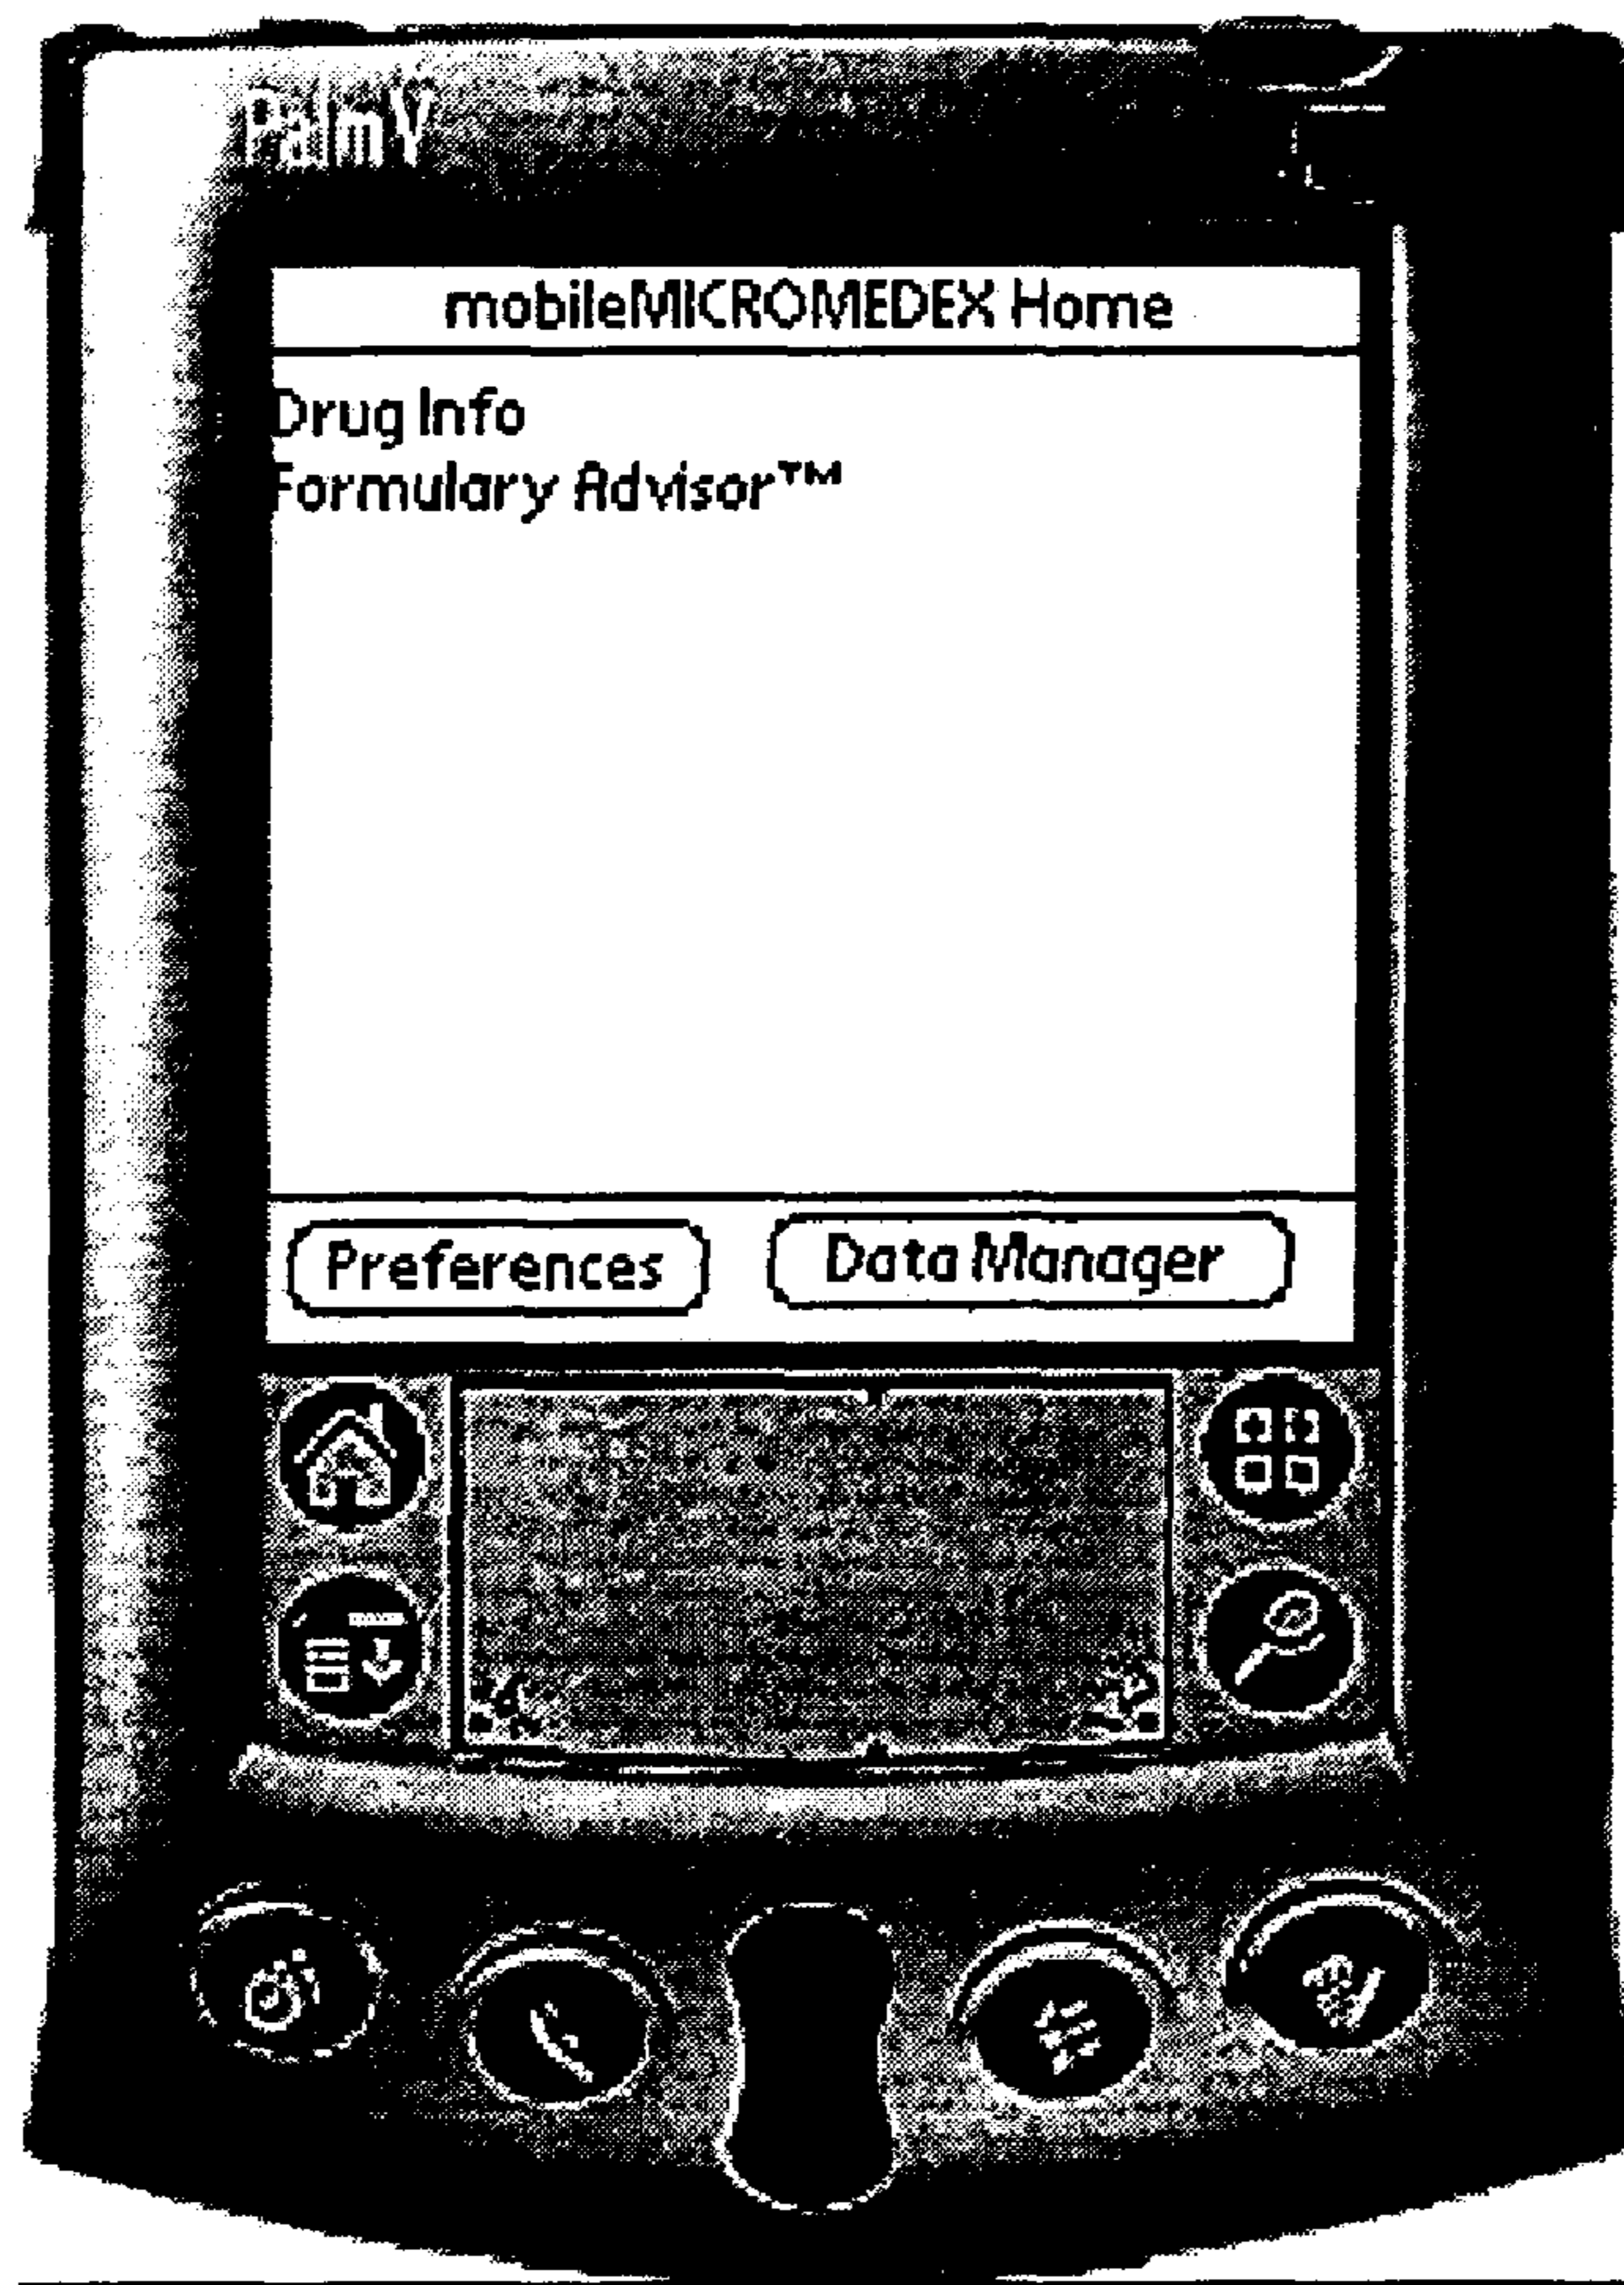 PalmV
mobileMICROMEDEX Home
Drug Info
Formulary Advisor™
Preferences
Data Manager